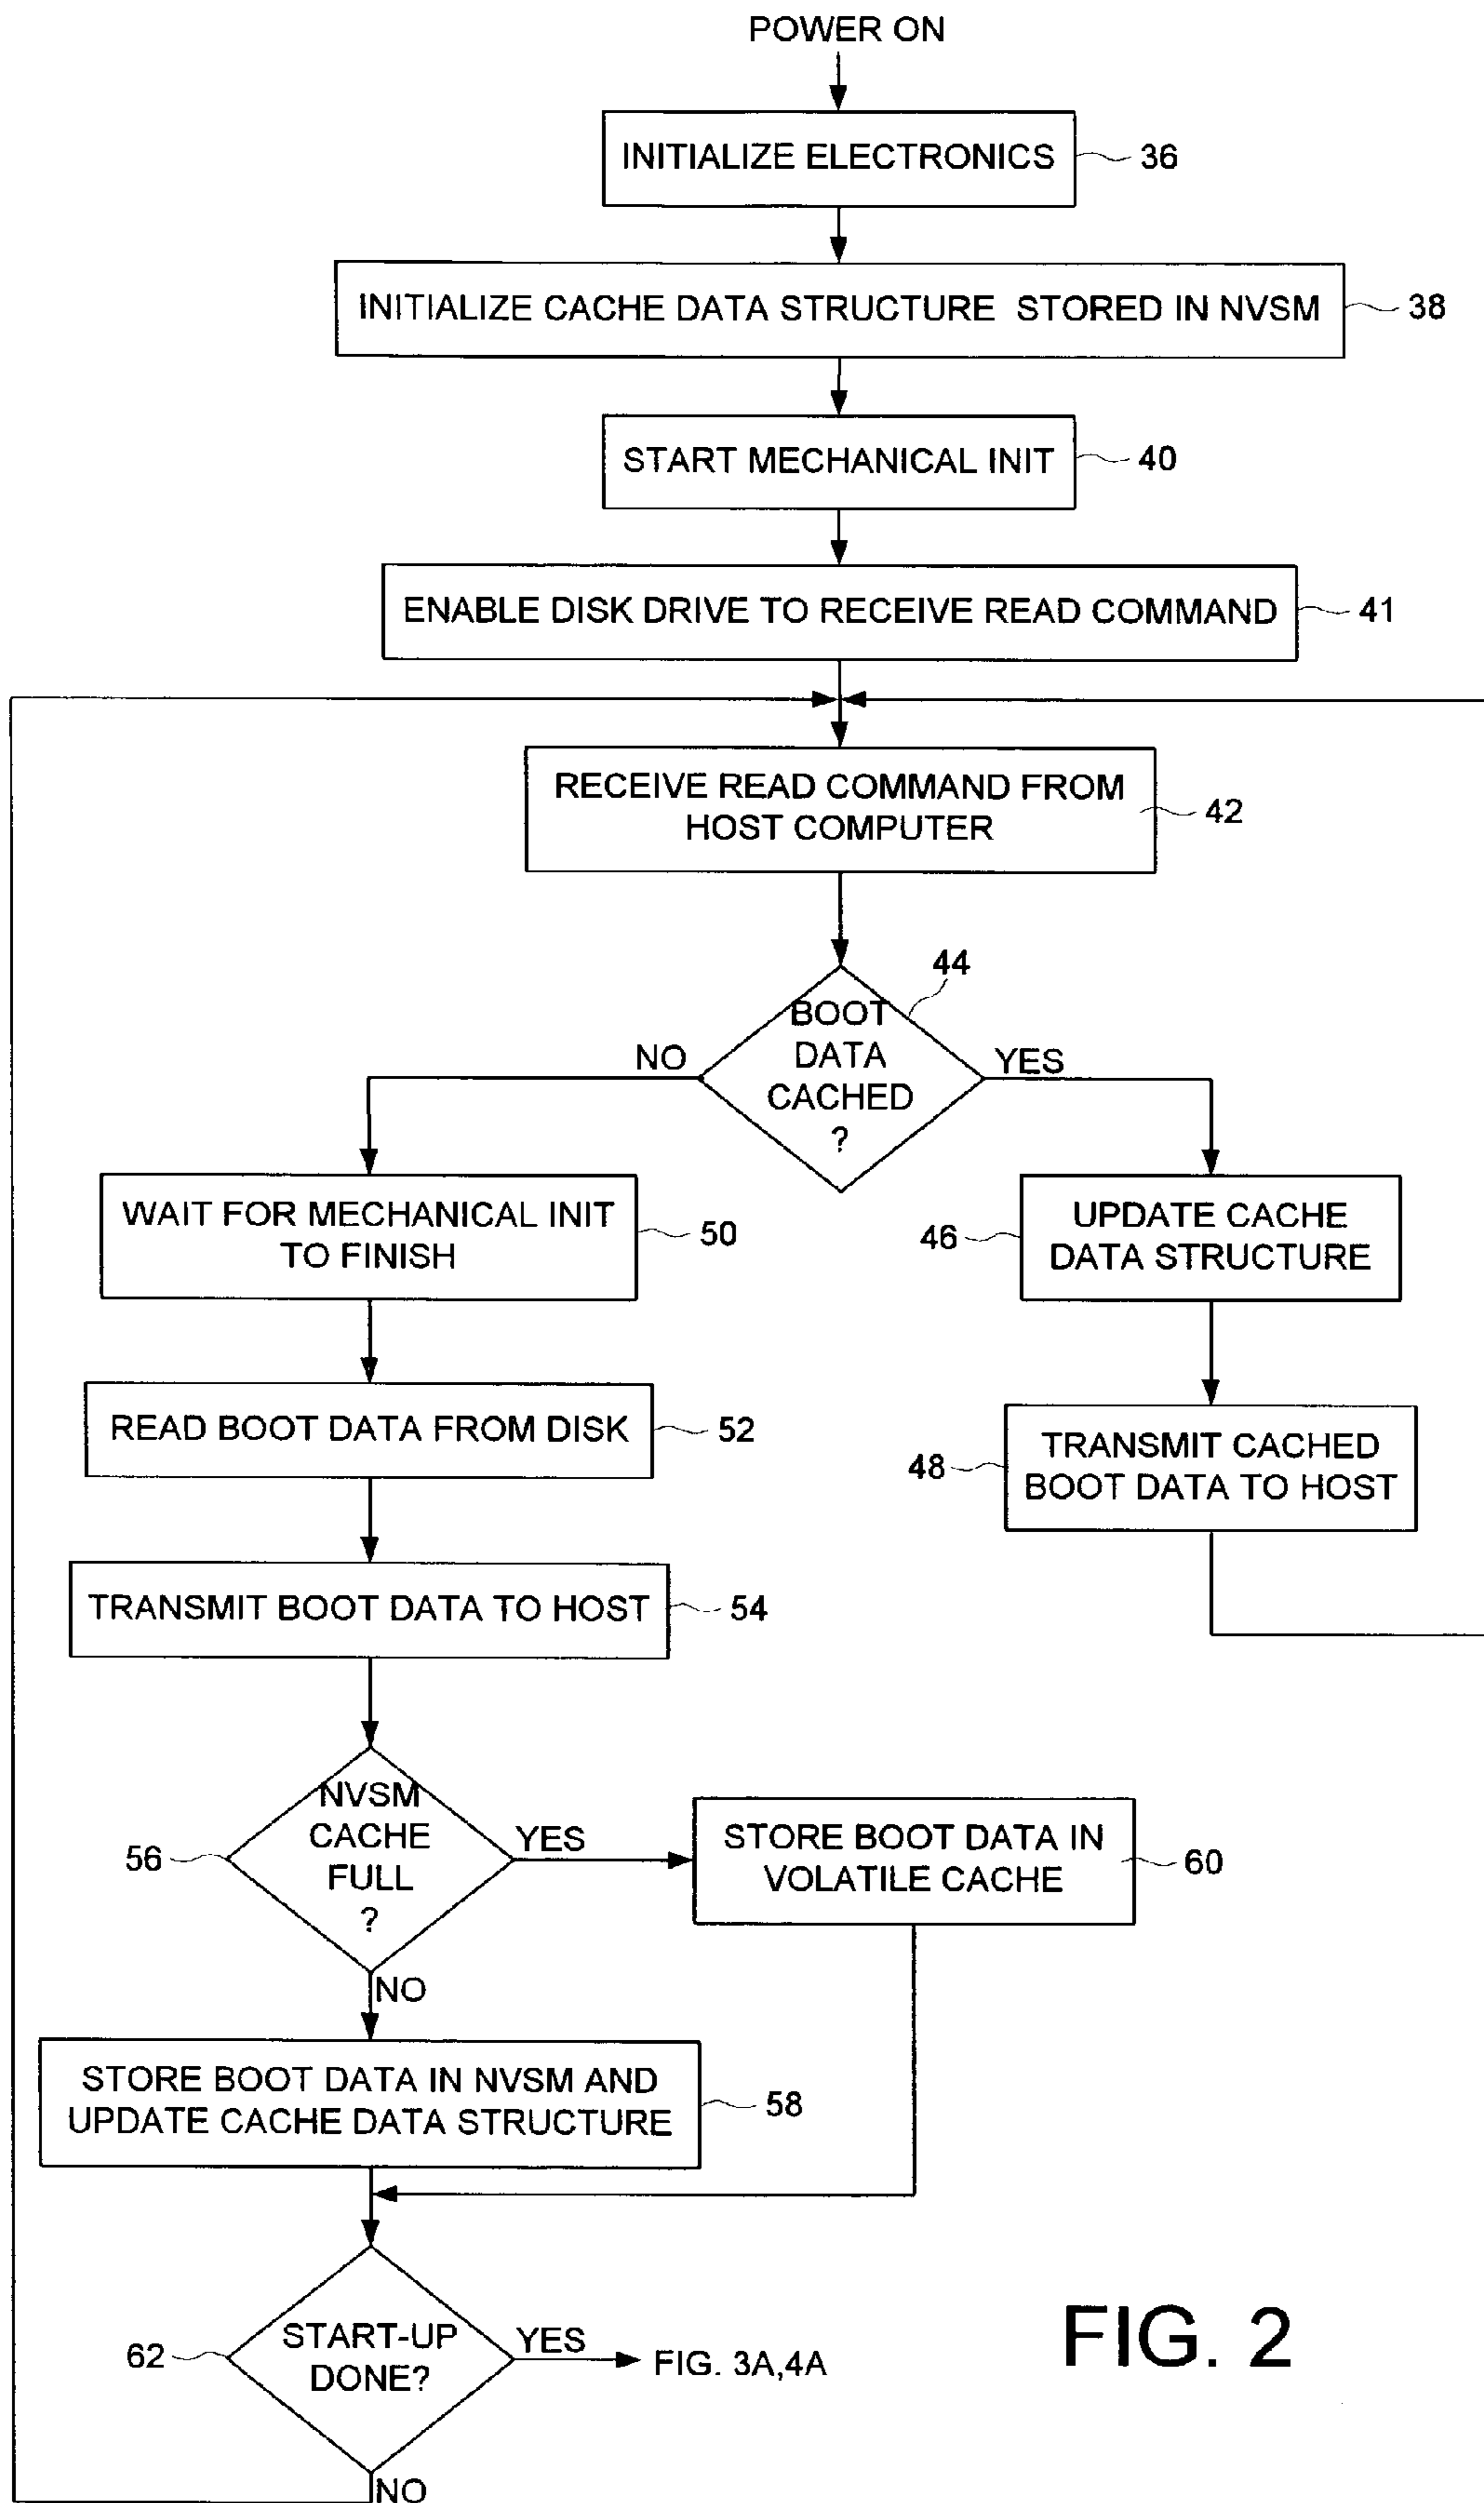 POWER ON
INITIALIZE ELECTRONICS
36
INITIALIZE CACHE DATA STRUCTURE STORED IN NVSM
38
START MECHANICAL INIT
40
ENABLE DISK DRIVE TO RECEIVE READ COMMAND
41
RECEIVE READ COMMAND FROM
HOST COMPUTER
42
44
BOOT
DATA
CACHED
?
NO
YES
WAIT FOR MECHANICAL INIT
TO FINISH
50
46
UPDATE CACHE
DATA STRUCTURE
READ BOOT DATA FROM DISK
52
48
TRANSMIT CACHED
BOOT DATA TO HOST
TRANSMIT BOOT DATA TO HOST
54
56
NVSM
CACHE
FULL
?
YES
STORE BOOT DATA IN
VOLATILE CACHE
60
NO
STORE BOOT DATA IN NVSM AND
UPDATE CACHE DATA STRUCTURE
58
62
START-UP
DONE?
YES
FIG. 3A,4A
NO
FIG. 2